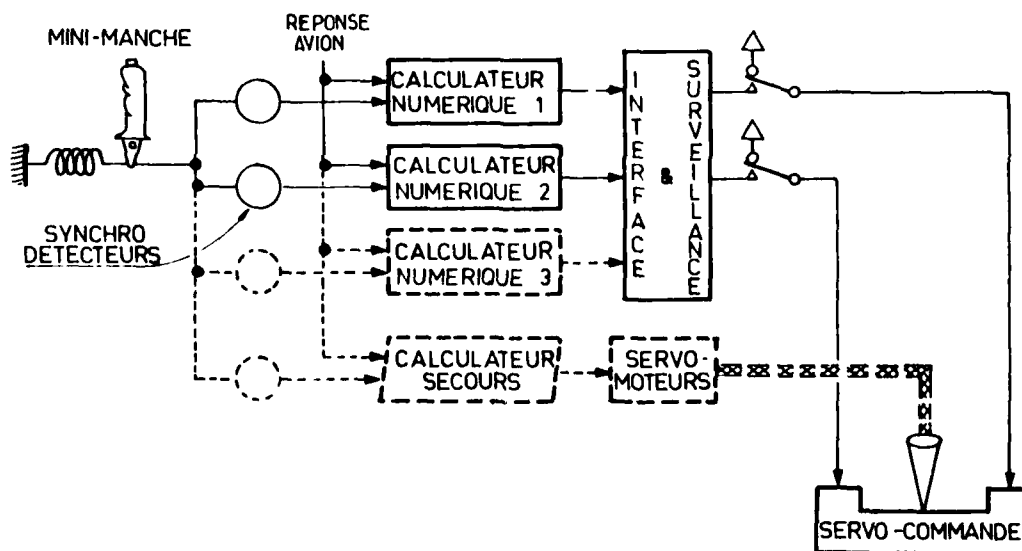 MINI-MANCHE
REPONSE
AVION
CALCULATEUR
NUMERIQUE 1
CALCULATEUR
NUMERIQUE 2
CALCULATEUR
NUMERIQUE 3
CALCULATEUR
SECOURS
SERVO-
MOTEURS
INTERFACE
&
SURVEILLANCE
SYNCHRO
DETECTEURS
SERVO-COMMANDE